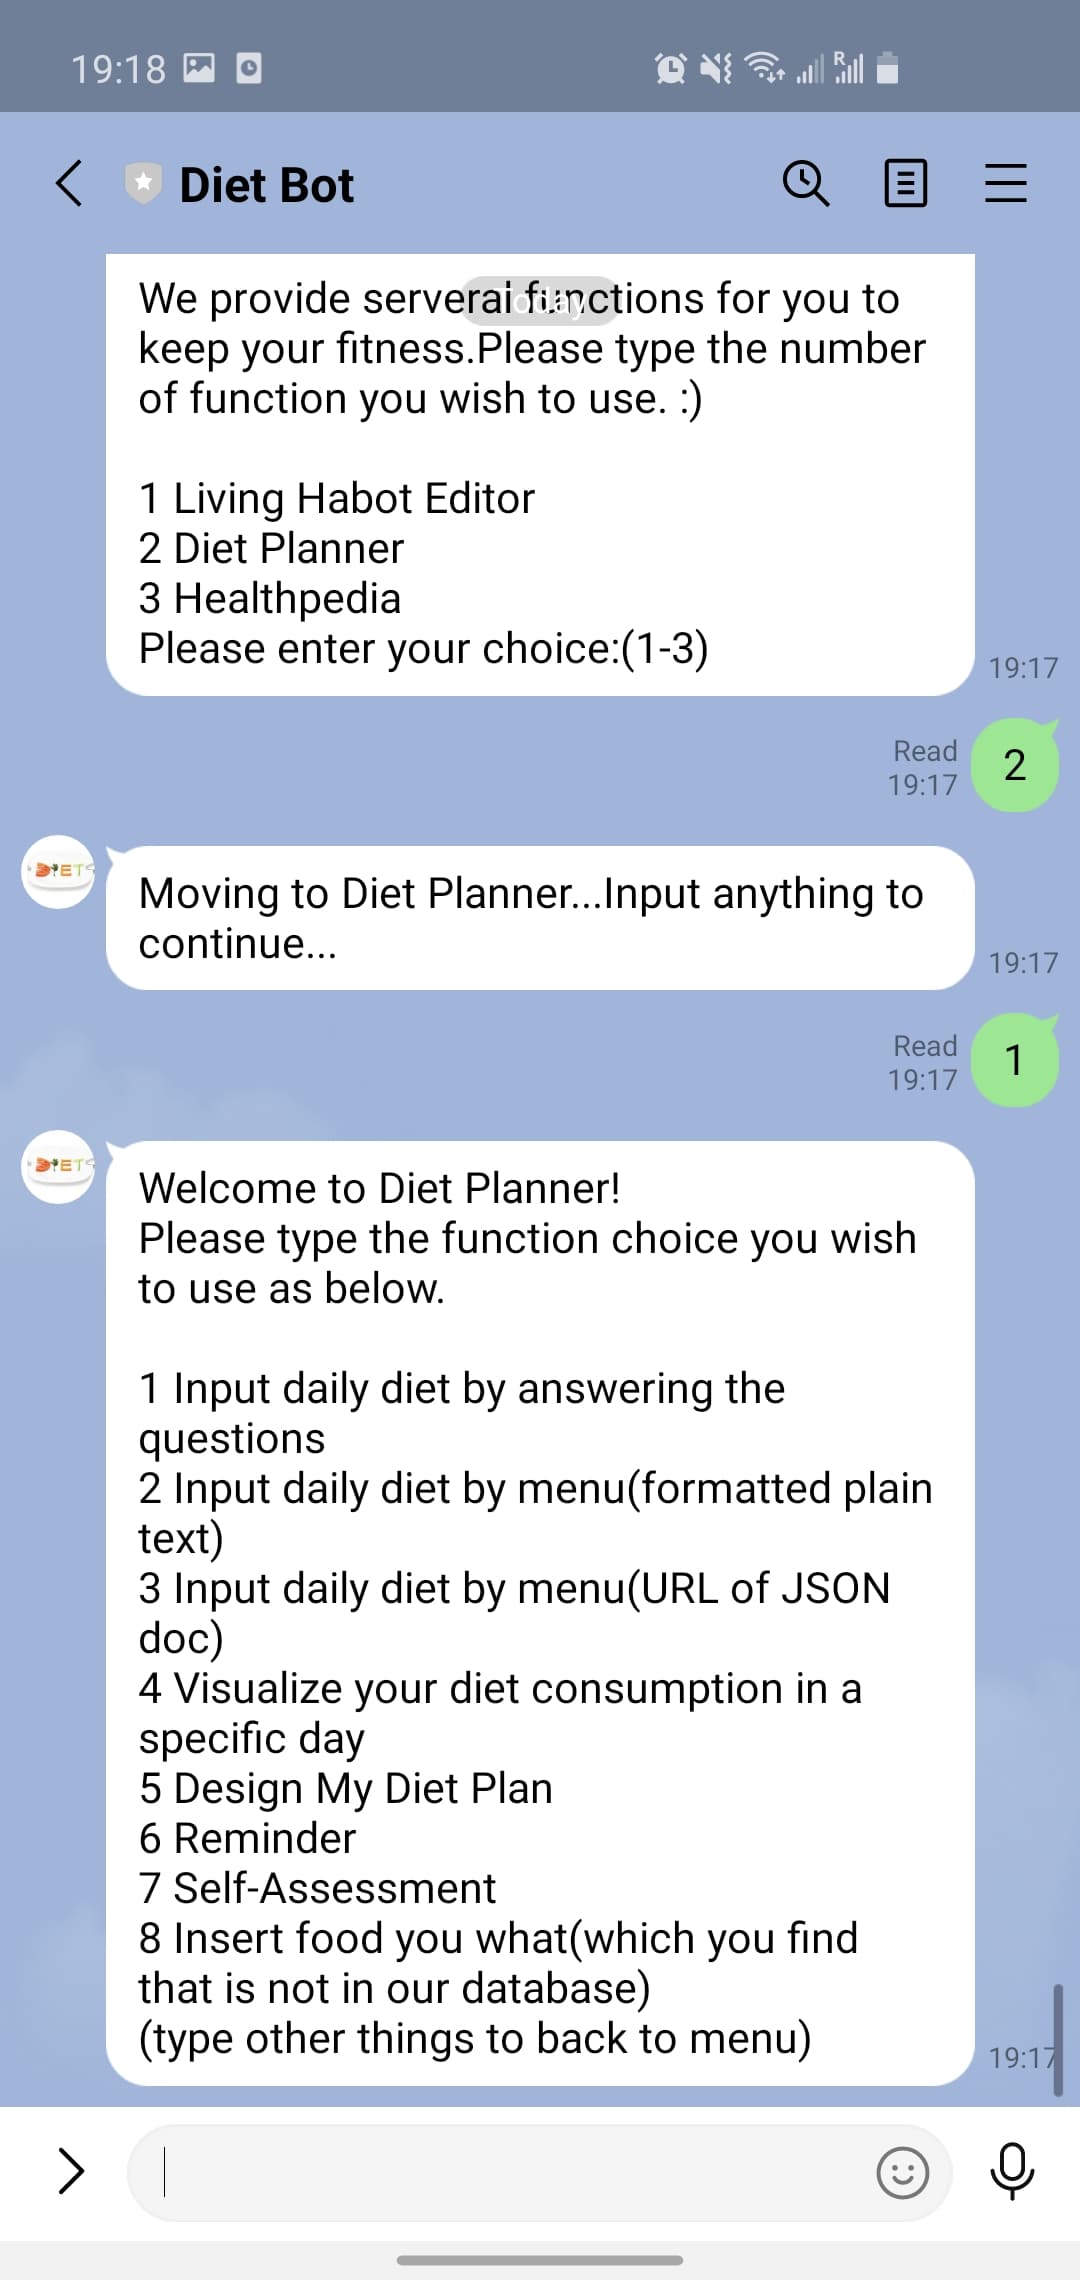 19:18
R
Diet Bot
Today
We provide serveral functions for you to
keep your fitness.Please type the number
of function you wish to use. :)
1 Living Habot Editor
2 Diet Planner
3 Healthpedia
Please enter your choice:(1-3)
19:17
Read
19:17
2
DIET
Moving to Diet Planner...Input anything to
continue...
19:17
Read
19:17
1
DIET
Welcome to Diet Planner!
Please type the function choice you wish
to use as below.
1 Input daily diet by answering the
questions
2 Input daily diet by menu(formatted plain
text)
3 Input daily diet by menu(URL of JSON
doc)
4 Visualize your diet consumption in a
specific day
5 Design My Diet Plan
6 Reminder
7 Self-Assessment
8 Insert food you what(which you find
that is not in our database)
(type other things to back to menu)
19:17